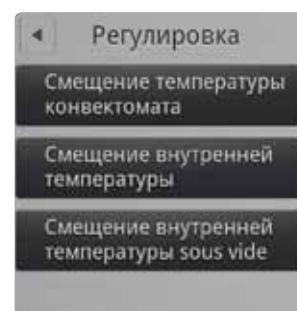 Регулировка
Смещение температуры
конвектомата
Смещение внутренней
температуры
Смещение внутренней
температуры sous vide